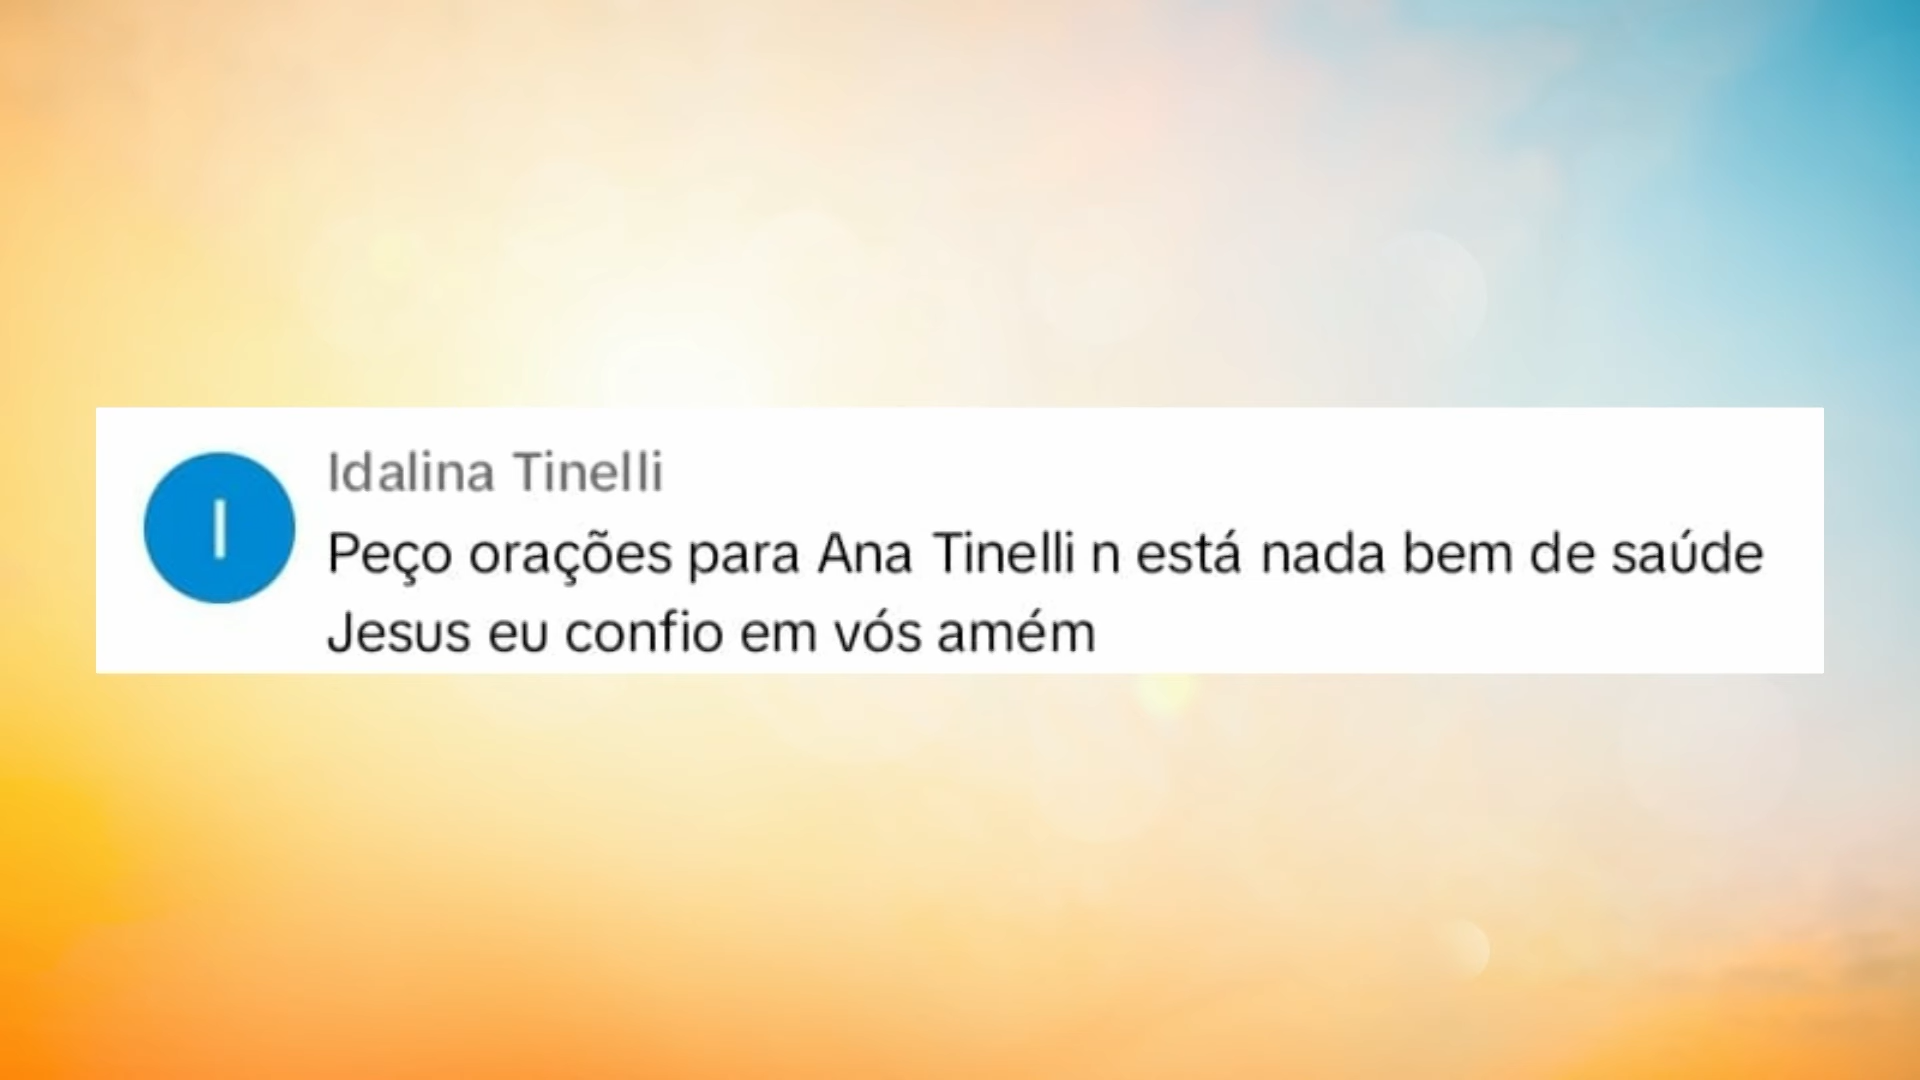 I
Idalina Tinelli
Peço orações para Ana Tinelli n está nada bem de saúde
Jesus eu confio em vós amém